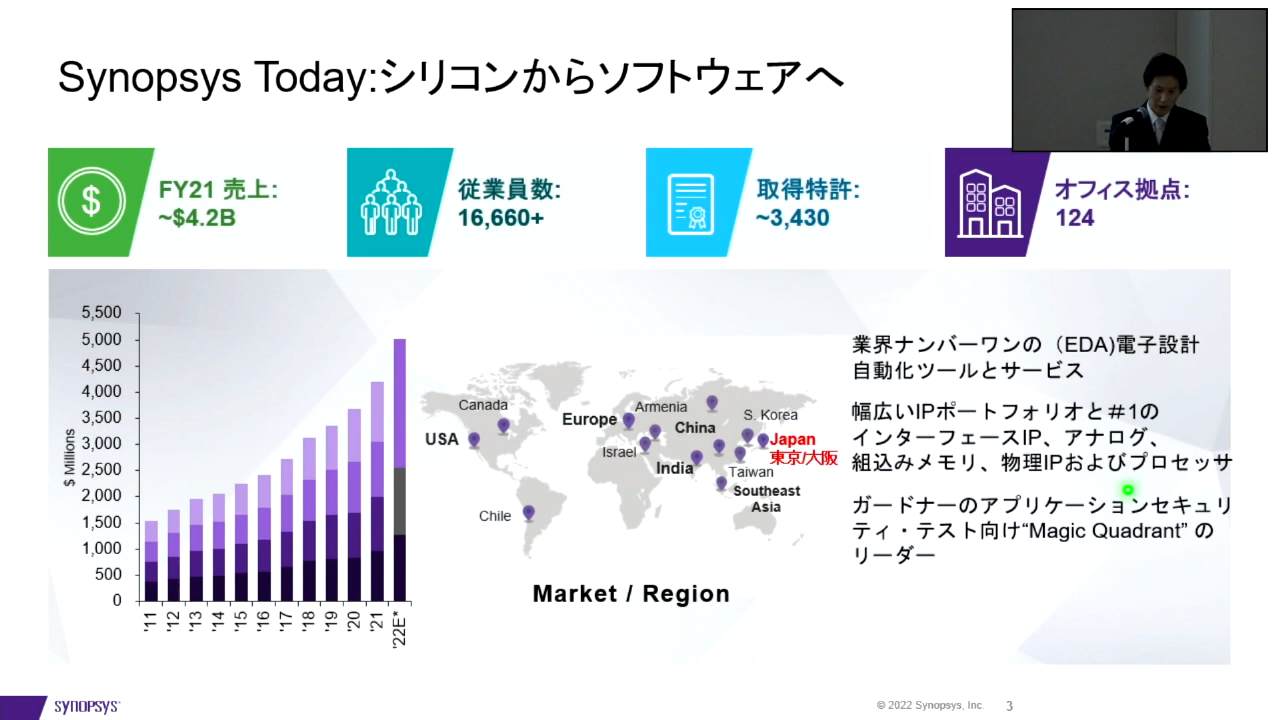 Synopsys Today:シリコンからソフトウェアへ
$
FY21 売上:
~$4.2B
従業員数:
16,660+
取得特許:
~3,430
オフィス拠点:
124
$ Millions
5,500
5,000
4,500
4,000
3,500
3,000
2,500
2,000
1,500
1,000
500
0
'11
'12
'13
'14
'15
'16
'17
'18
'19
'20
'21
'22E*
Canada
USA
Chile
Europe
Armenia
Israel
China
India
S. Korea
Japan
東京/大阪
Taiwan
Southeast
Asia
Market / Region
業界ナンバーワンの（EDA)電子設計
自動化ツールとサービス
幅広いIPポートフォリオと＃1の
インターフェースIP、アナログ、
組込みメモリ、物理IPおよびプロセッサ
ガードナーのアプリケーションセキュリ
ティ・テスト向け“Magic Quadrant” の
リーダー
SYNOPSYS
© 2022 Synopsys, Inc.
3